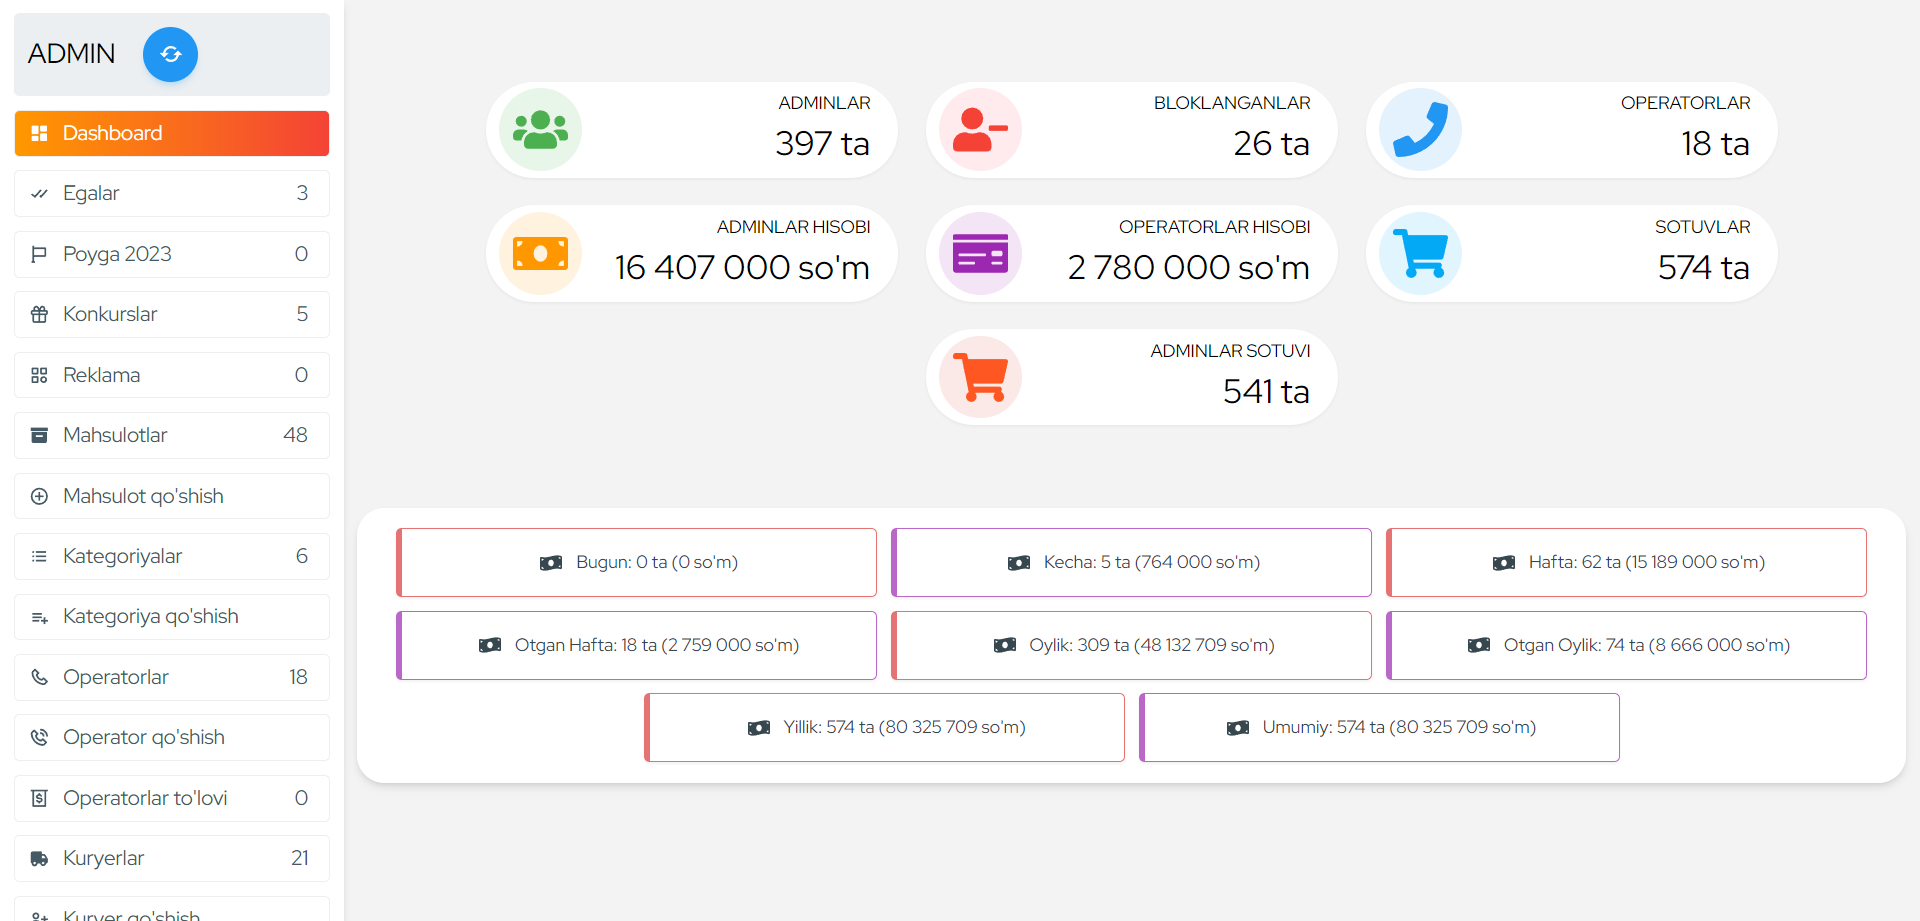 ADMIN
Dashboard
Egalar 3
Poyga 2023 0
Konkurslar 5
Reklama 0
Mahsulotlar 48
Mahsulot qo'shish
Kategoriyalar 6
Kategoriya qo'shish
Operatorlar 18
Operator qo'shish
Operatorlar to'lovi 0
Kuryerlar 21
Kuryer qo'shish
ADMINLAR
397 ta
BLOKLANGANLAR
26 ta
OPERATORLAR
18 ta
ADMINLAR HISOBI
16 407 000 so'm
OPERATORLAR HISOBI
2 780 000 so'm
SOTUVLAR
574 ta
ADMINLAR SOTUVI
541 ta
Bugun: 0 ta (0 so'm)
Kecha: 5 ta (764 000 so'm)
Hafta: 62 ta (15 189 000 so'm)
Otgan Hafta: 18 ta (2 759 000 so'm)
Oylik: 309 ta (48 132 709 so'm)
Otgan Oylik: 74 ta (8 666 000 so'm)
Yillik: 574 ta (80 325 709 so'm)
Umumiy: 574 ta (80 325 709 so'm)